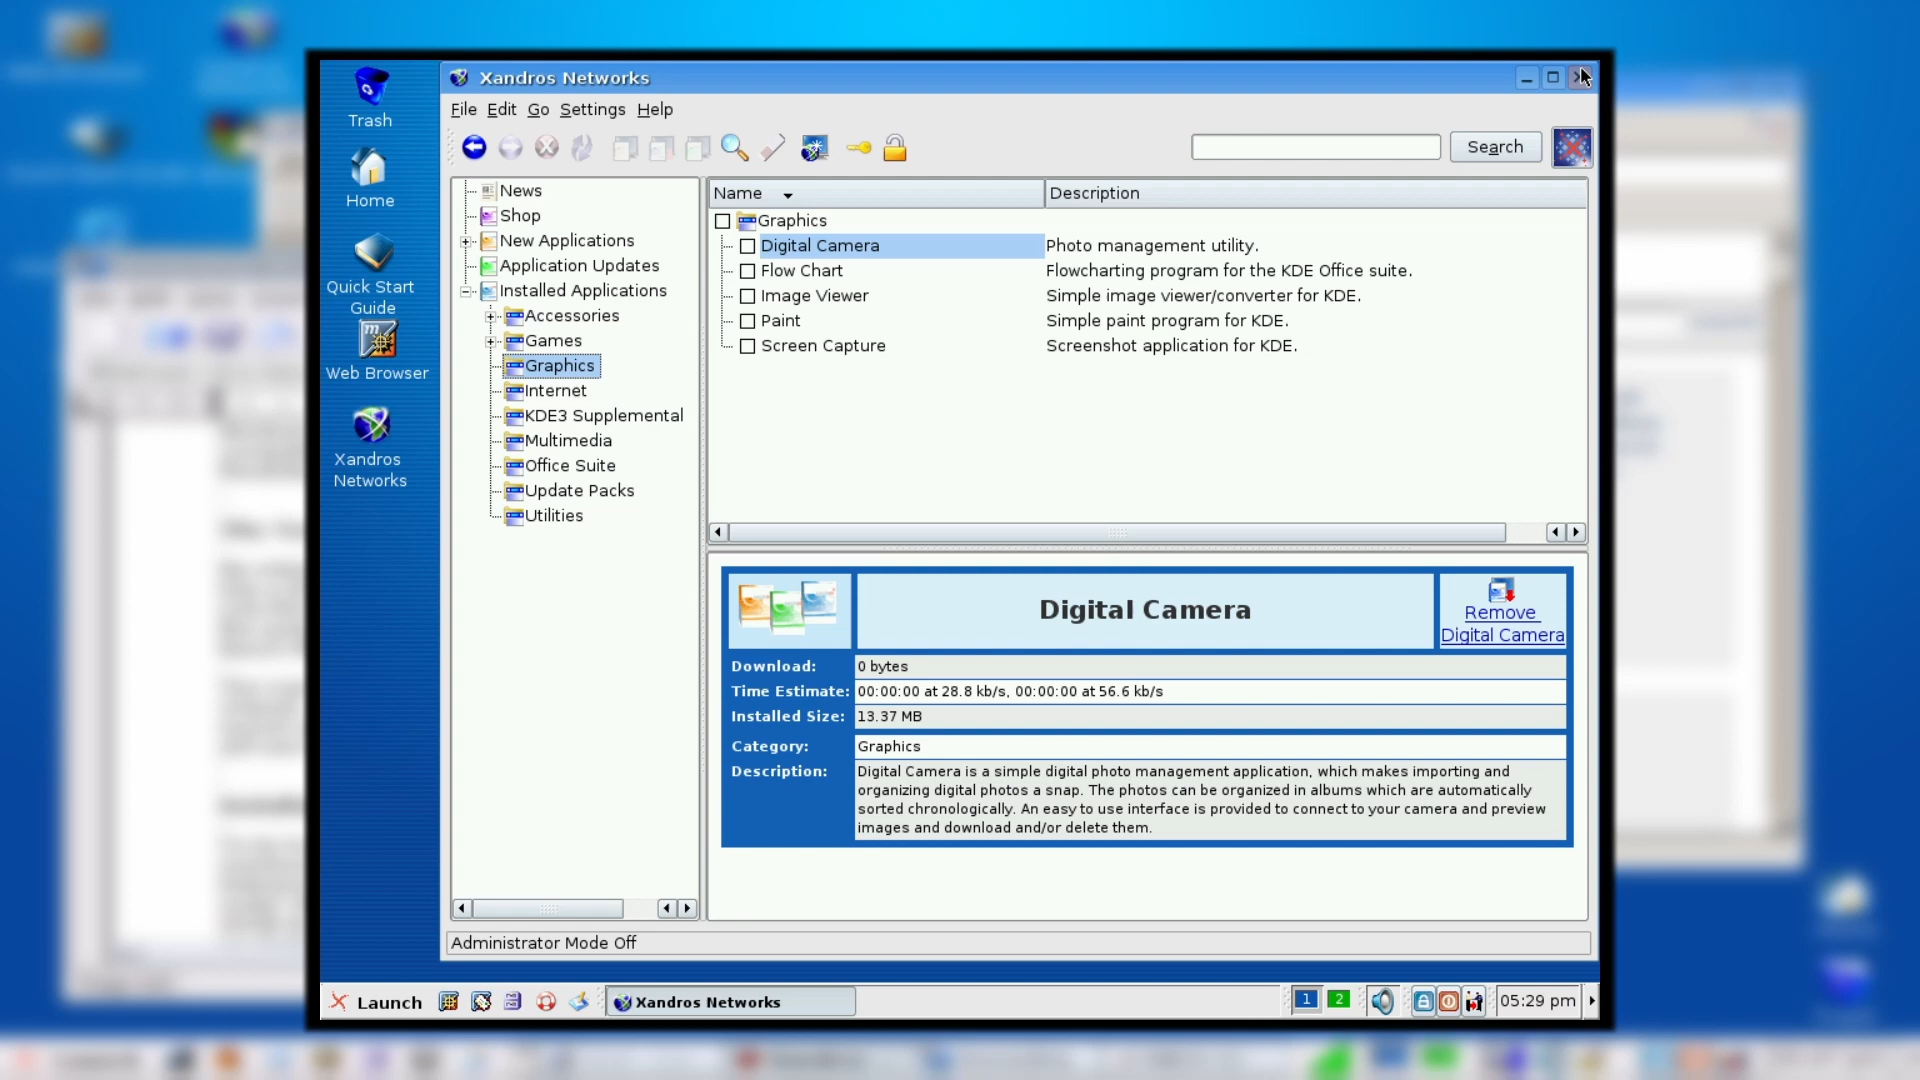 Trash
Home
Quick Start
Guide
Web Browser
Xandros
Networks
Xandros Networks
File Edit Go Settings Help
Search
News
Shop
New Applications
Application Updates
Installed Applications
Accessories
Games
Graphics
Internet
KDE3 Supplemental
Multimedia
Office Suite
Update Packs
Utilities
Name Description
Graphics
Digital Camera Photo management utility.
Flow Chart Flowcharting program for the KDE Office suite.
Image Viewer Simple image viewer/converter for KDE.
Paint Simple paint program for KDE.
Screen Capture Screenshot application for KDE.
Digital Camera
Remove
Digital Camera
Download: 0 bytes
Time Estimate: 00:00:00 at 28.8 kb/s, 00:00:00 at 56.6 kb/s
Installed Size: 13.37 MB
Category: Graphics
Description: Digital Camera is a simple digital photo management application, which makes importing and
organizing digital photos a snap. The photos can be organized in albums which are automatically
sorted chronologically. An easy to use interface is provided to connect to your camera and preview
images and download and/or delete them.
Administrator Mode Off
Launch Xandros Networks 1 2 05:29 pm